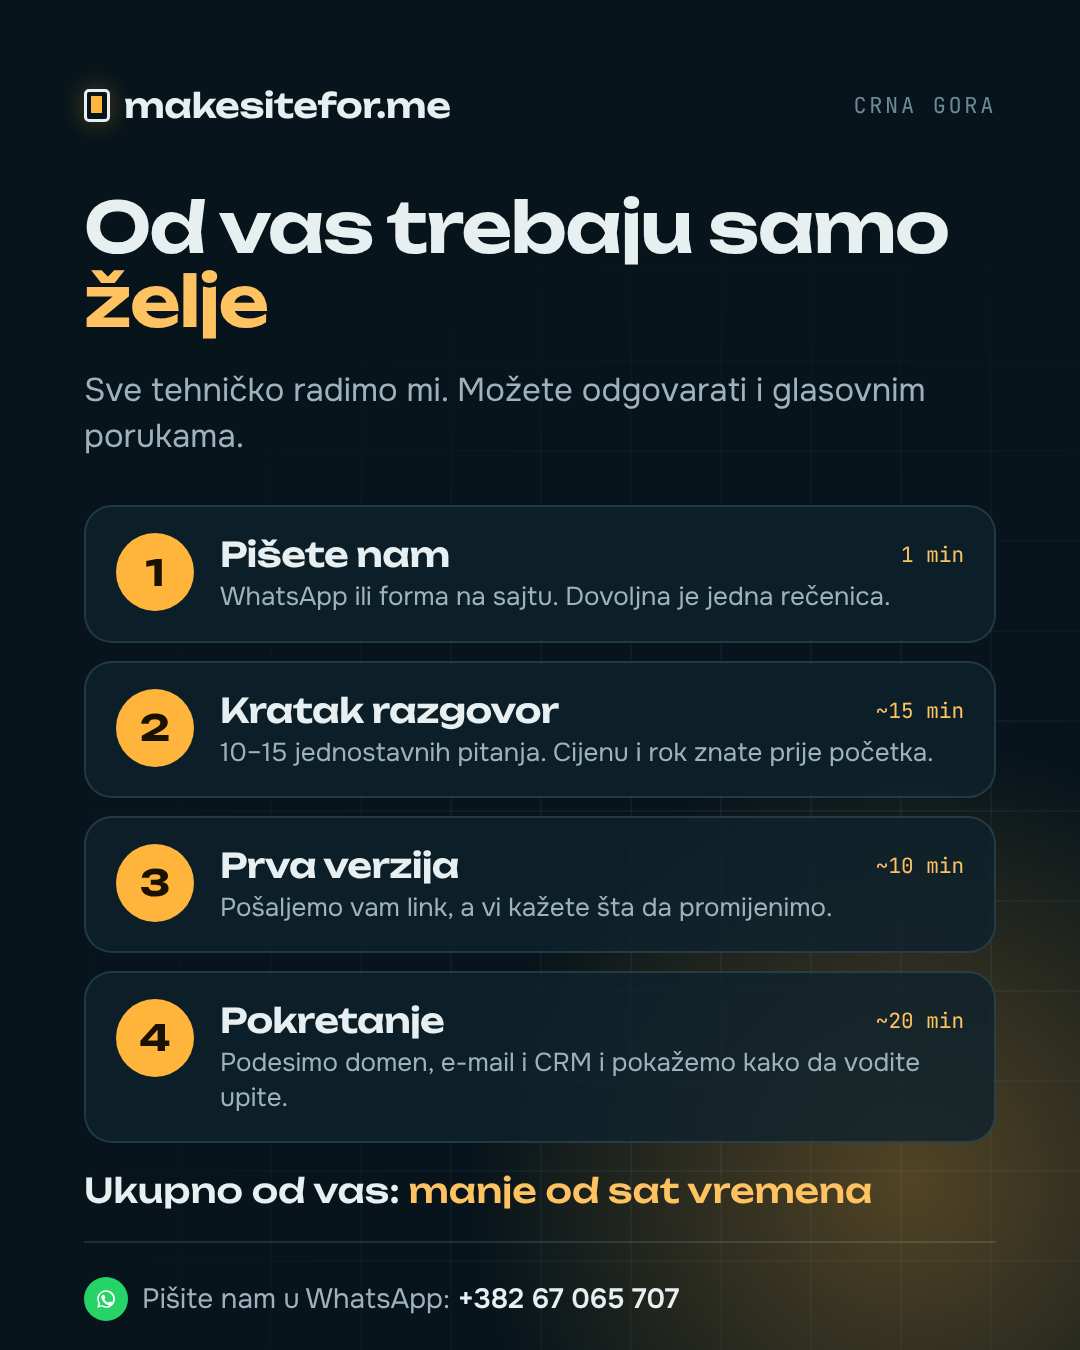 makesitefor.me
CRNA GORA
Od vas trebaju samo
želje
Sve tehničko radimo mi. Možete odgovarati i glasovnim
porukama.
1
Pišete nam
1 min
WhatsApp ili forma na sajtu. Dovoljna je jedna rečenica.
2
Kratak razgovor
~15 min
10–15 jednostavnih pitanja. Cijenu i rok znate prije početka.
3
Prva verzija
~10 min
Pošaljemo vam link, a vi kažete šta da promijenimo.
4
Pokretanje
~20 min
Podesimo domen, e-mail i CRM i pokažemo kako da vodite
upite.
Ukupno od vas: manje od sat vremena
Pišite nam u WhatsApp: +382 67 065 707